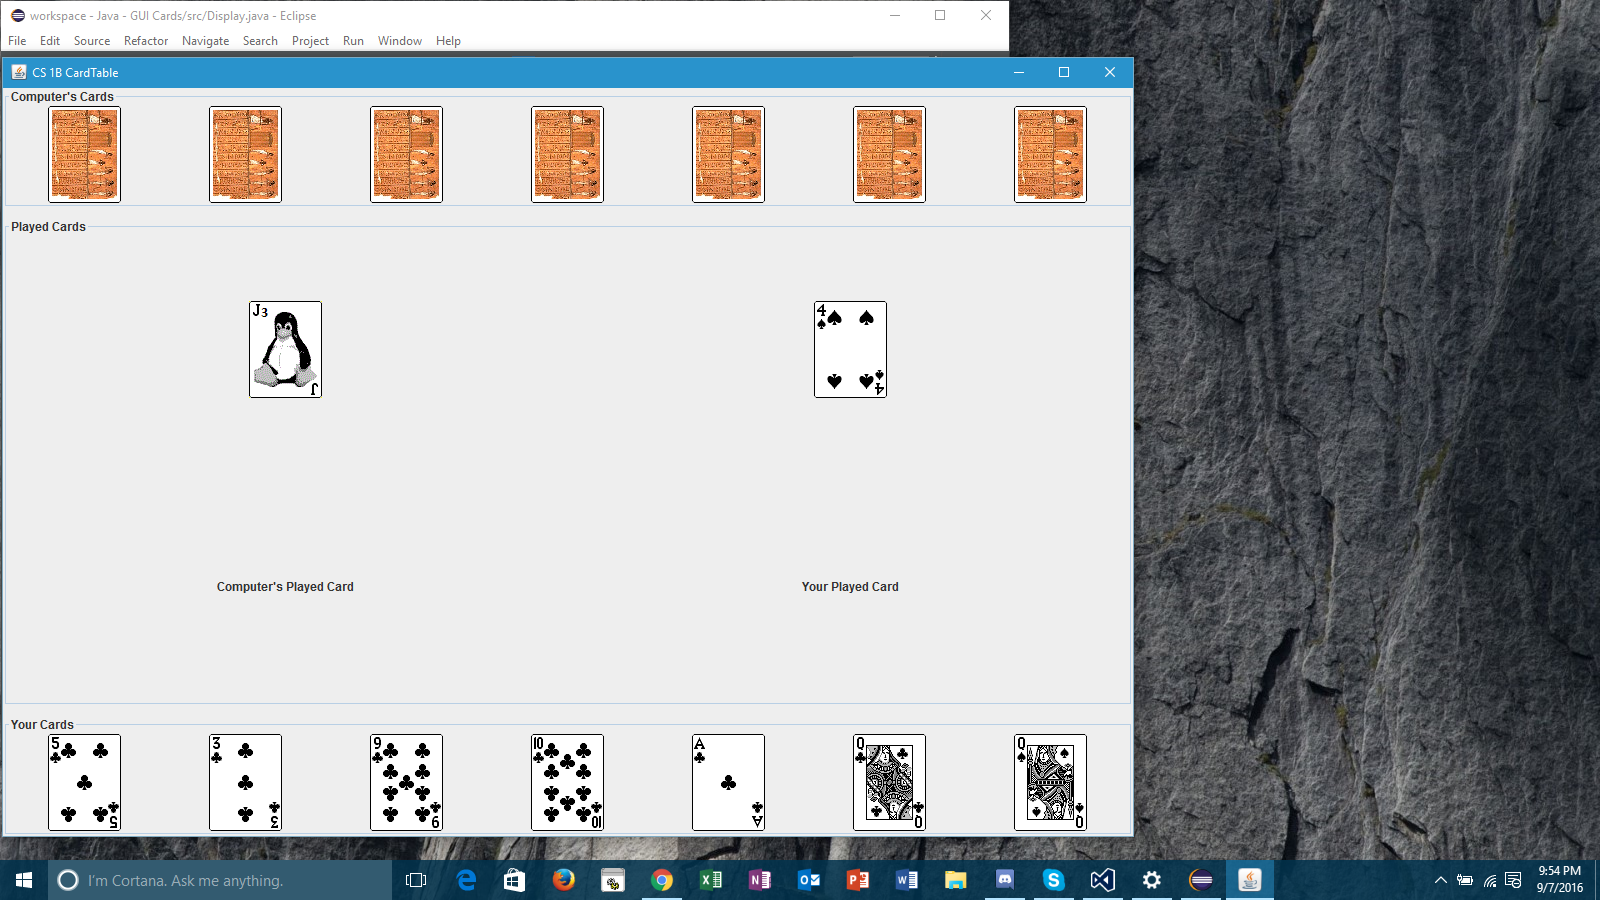 workspace - Java - GUI Cards/src/Display.java - Eclipse
File Edit Source Refactor Navigate Search Project Run Window Help
CS 1B CardTable
Computer's Cards
Played Cards
J3
J
4
4
Computer's Played Card
Your Played Card
Your Cards
5 3 9 10 A Q Q
5 3 9 10 A Q Q
I'm Cortana. Ask me anything.
9:54 PM
9/7/2016